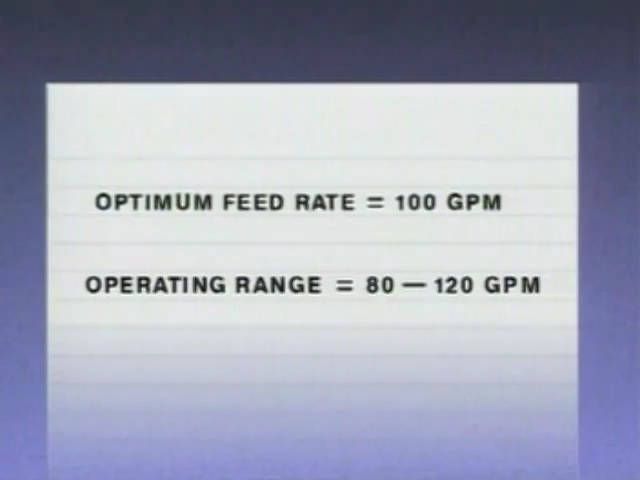 OPTIMUM FEED RATE = 100 GPM
OPERATING RANGE = 80 — 120 GPM